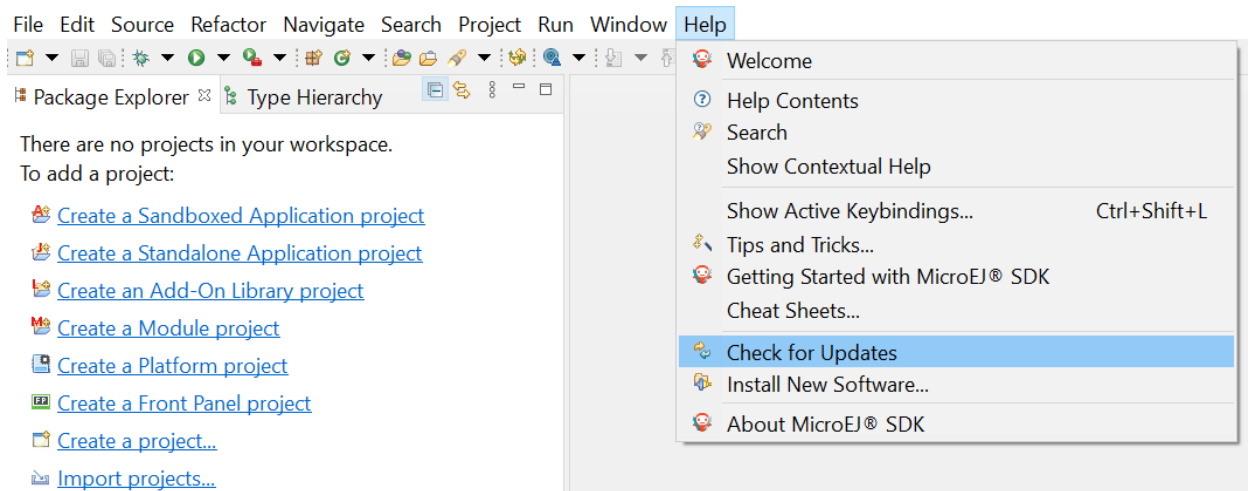 File Edit Source Refactor Navigate Search Project Run Window Help
Package Explorer Type Hierarchy
There are no projects in your workspace.
To add a project:
Create a Sandboxed Application project
Create a Standalone Application project
Create an Add-On Library project
Create a Module project
Create a Platform project
Create a Front Panel project
Create a project...
Import projects...
Welcome
Help Contents
Search
Show Contextual Help
Show Active Keybindings... Ctrl+Shift+L
Tips and Tricks...
Getting Started with MicroEJ® SDK
Cheat Sheets...
Check for Updates
Install New Software...
About MicroEJ® SDK